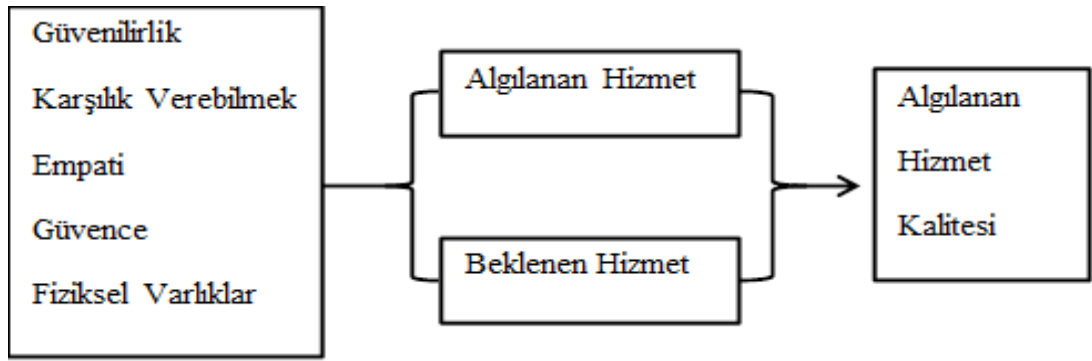 Güvenilirlik
Karşılık Verebilmek
Empati
Güvence
Fiziksel Varlıklar
Algılanan Hizmet
Beklenen Hizmet
Algılanan
Hizmet
Kalitesi